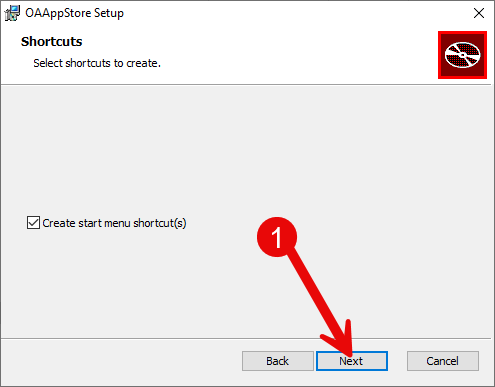 OAAppStore Setup
Shortcuts
Select shortcuts to create.
Create start menu shortcut(s)
1
Back
Next
Cancel